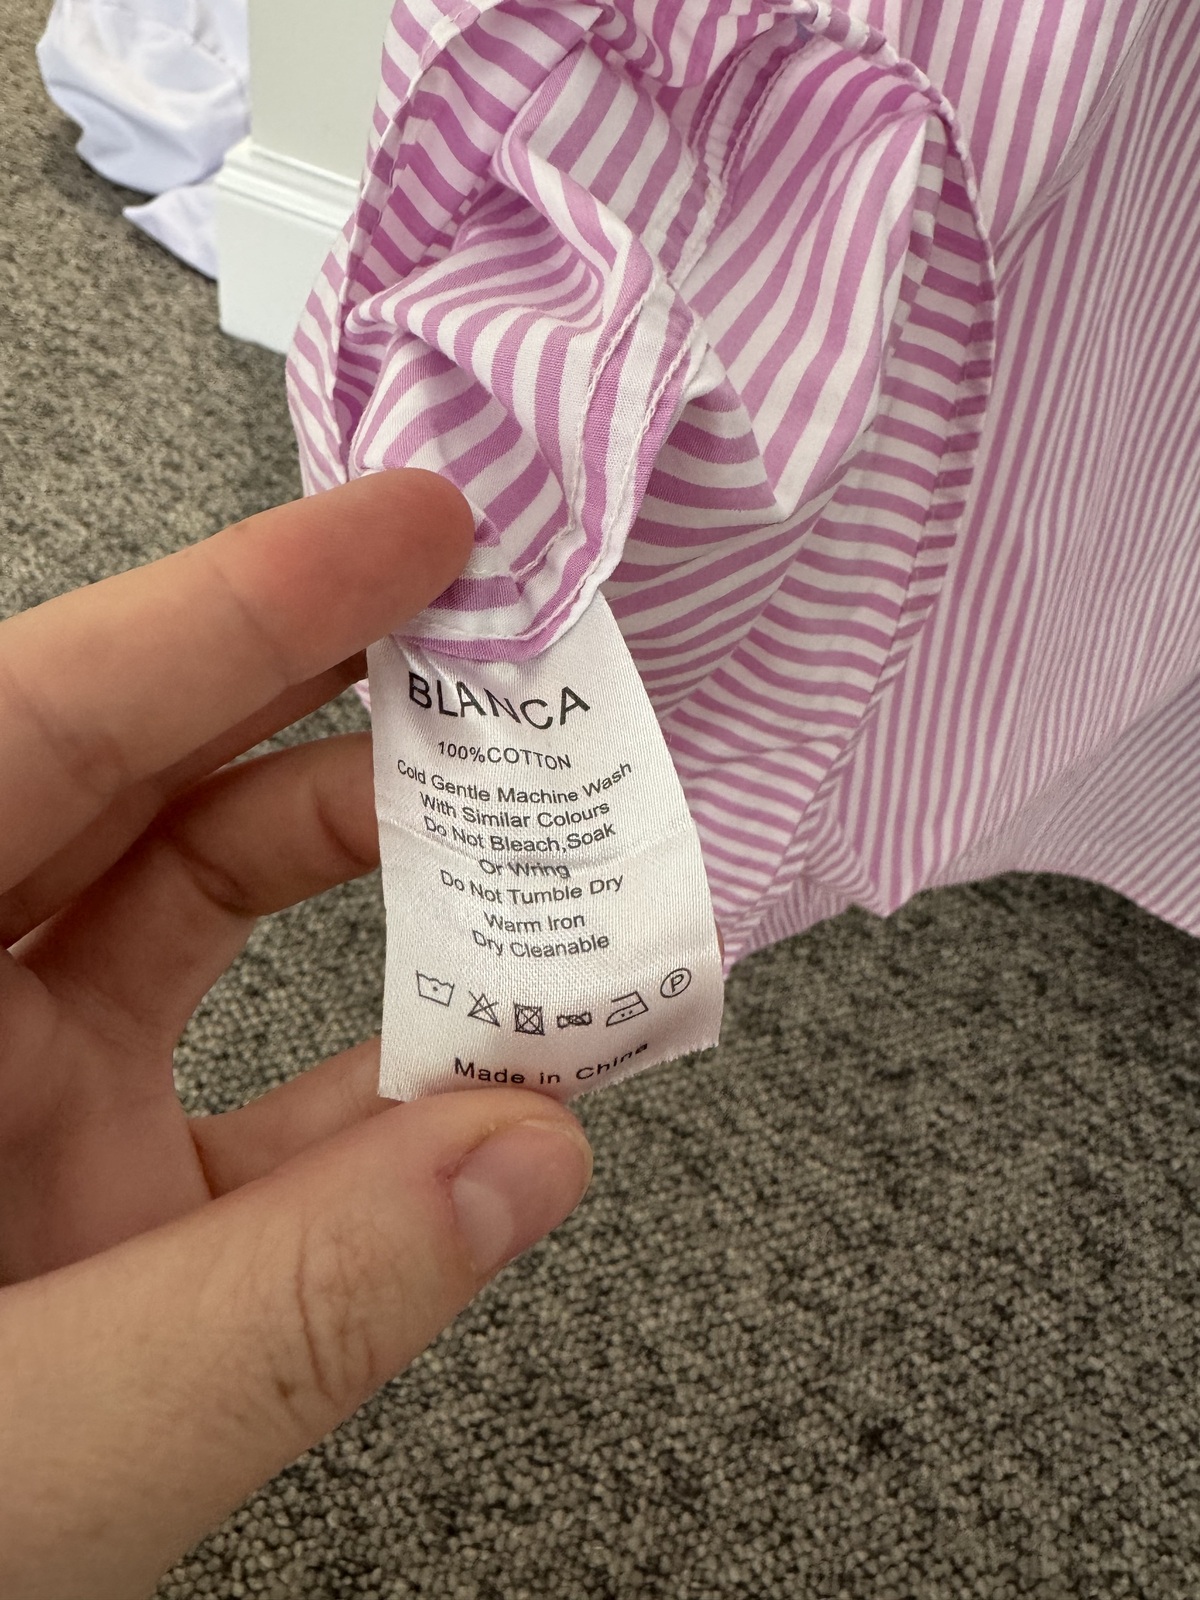 BLANCA
100%COTTON
Cold Gentle Machine Wash
With Similar Colours
Do Not Bleach,Soak
Or Wring
Do Not Tumble Dry
Warm Iron
Dry Cleanable
P
Made in China